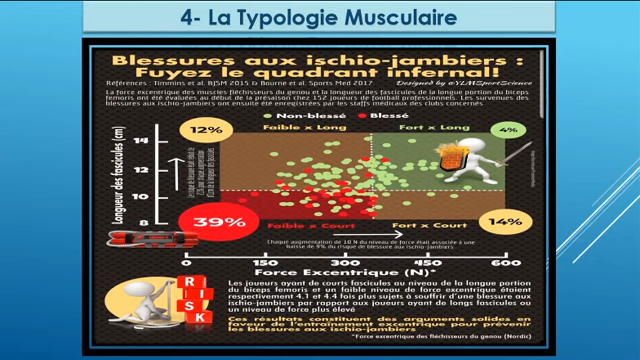 4- La Typologie Musculaire
Blessures aux ischio-jambiers :
Fuyez le quadrant infernal!
Références : Timmins et al. BJSM 2015 & Bourne et al. Sports Med 2017
Designed by @YLMSportScience
La force excentrique des muscles fléchisseurs du genou et la longueur des fascicules de la longue portion du biceps
femoris ont été évaluées au début de la présaison chez 152 joueurs de football professionnels. Les survenues des
blessures aux ischio-jambiers ont ensuite été enregistrées par les staffs médicaux des clubs concernés
Non-blessé
Blessé
12%
Faible x Long
Fort x Long
4%
Longueur des fascicules (cm)
14
12
10
8
39%
Faible x Court
Fort x Court
14%
Chaque augmentation de 10 N du niveau de force était associée à une
baisse de 9% du risque de blessure aux ischio-jambiers
0
150
300
450
600
Force Excentrique (N)*
RISK
Les joueurs ayant de courts fascicules au niveau de la longue portion
du biceps femoris et un faible niveau de force excentrique étaient
respectivement 4.1 et 4.4 fois plus sujets à souffrir d'une blessure aux
ischio-jambiers par rapport aux joueurs ayant de longs fascicules ou
un niveau de force plus élevé
Ces résultats constituent des arguments solides en
faveur de l'entraînement excentrique pour prévenir
les blessures aux ischio-jambiers
*Force excentrique des fléchisseurs du genou (Nordic)